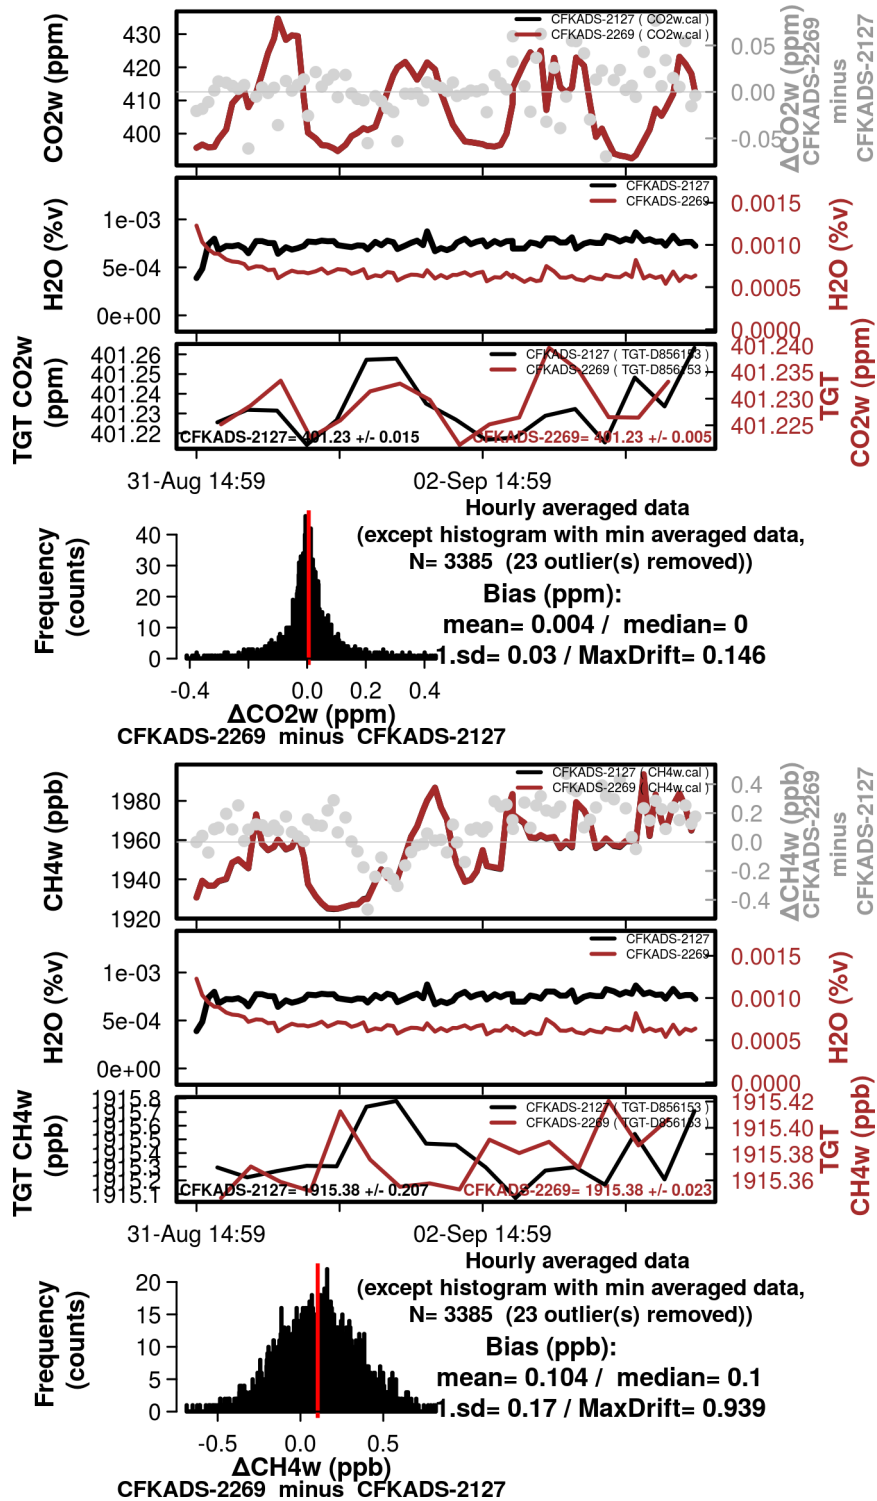 CO2w (ppm)
430
420
410
400
CFKADS-2127 ( CO2w.cal )
CFKADS-2269 ( CO2w.cal )
0.05
0.00
-0.05
ΔCO2w (ppm)
CFKADS-2269
minus
CFKADS-2127
H2O (%v)
1e-03
5e-04
0e+00
CFKADS-2127
CFKADS-2269
0.0015
0.0010
0.0005
0.0000
H2O (%v)
TGT CO2w
(ppm)
401.26
401.25
401.23
401.22
CFKADS-2127 ( TGT-D856153 )
CFKADS-2269 ( TGT-D856153 )
CFKADS-2127= 401.23 +/- 0.015
CFKADS-2269= 401.23 +/- 0.005
401.240
401.235
401.230
401.225
TGT
CO2w (ppm)
31-Aug 14:59
02-Sep 14:59
Hourly averaged data
(except histogram with min averaged data,
N= 3385 (23 outlier(s) removed))
Bias (ppm):
mean= 0.004 / median= 0
1.sd= 0.03 / MaxDrift= 0.146
Frequency
(counts)
40
30
20
10
0
-0.4
0.0
0.2
0.4
ΔCO2w (ppm)
CFKADS-2269 minus CFKADS-2127
CH4w (ppb)
1980
1960
1940
1920
CFKADS-2127 ( CH4w.cal )
CFKADS-2269 ( CH4w.cal )
0.4
0.2
0.0
-0.2
-0.4
ΔCH4w (ppb)
CFKADS-2269
minus
CFKADS-2127
H2O (%v)
1e-03
5e-04
0e+00
CFKADS-2127
CFKADS-2269
0.0015
0.0010
0.0005
0.0000
H2O (%v)
TGT CH4w
(ppb)
1915.8
1915.7
1915.5
1915.3
1915.2
1915.1
CFKADS-2127 ( TGT-D856153 )
CFKADS-2269 ( TGT-D856153 )
CFKADS-2127= 1915.38 +/- 0.207
CFKADS-2269= 1915.38 +/- 0.023
1915.42
1915.40
1915.38
1915.36
TGT
CH4w (ppb)
31-Aug 14:59
02-Sep 14:59
Hourly averaged data
(except histogram with min averaged data,
N= 3385 (23 outlier(s) removed))
Bias (ppb):
mean= 0.104 / median= 0.1
1.sd= 0.17 / MaxDrift= 0.939
Frequency
(counts)
20
15
10
5
0
-0.5
0.0
0.5
ΔCH4w (ppb)
CFKADS-2269 minus CFKADS-2127